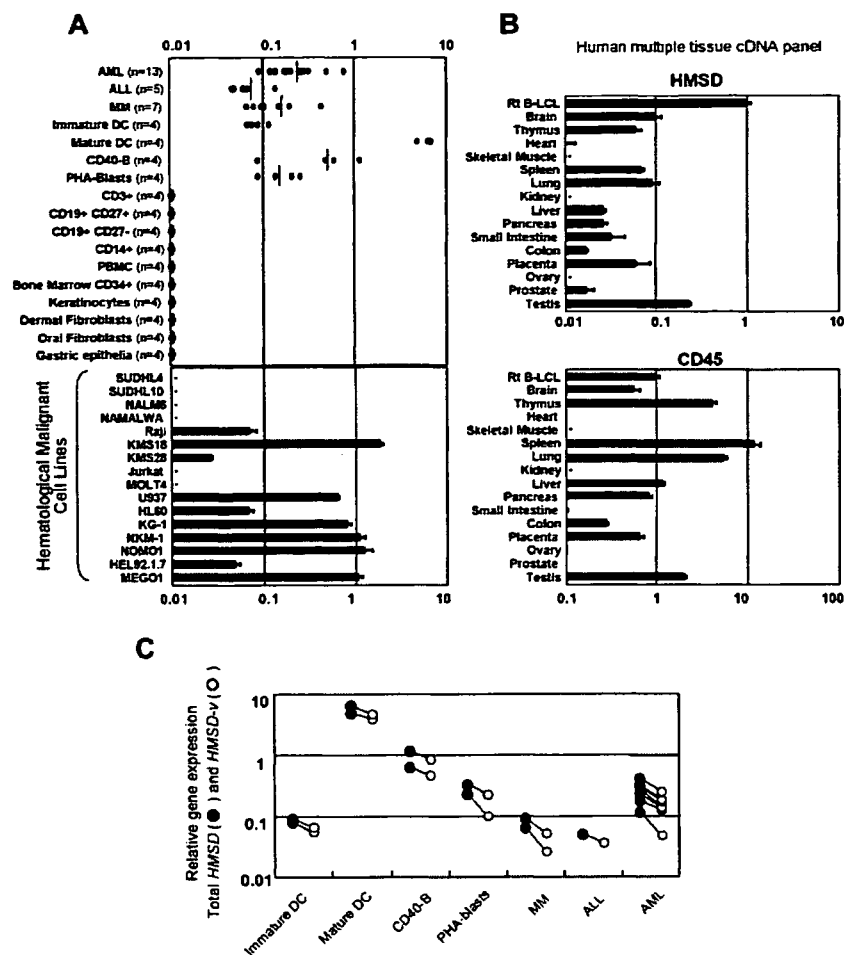 A
0.01 0.1 1 10
AML (n=13)
ALL (n=5)
MM (n=7)
Immature DC (n=4)
Mature DC (n=4)
CD40-B (n=4)
PHA-Blasts (n=4)
CD3+ (n=4)
CD19+ CD27+ (n=4)
CD19+ CD27- (n=4)
CD14+ (n=4)
PBMC (n=4)
Bone Marrow CD34+ (n=4)
Keratinocytes (n=4)
Dermal Fibroblasts (n=4)
Oral Fibroblasts (n=4)
Gastric epithelia (n=4)
Hematological Malignant
Cell Lines
SUDHL4
SUDHL10
NALM6
NAMALWA
Raji
KMS18
KMS28
Jurkat
MOLT4
U937
HL60
KG-1
NKM-1
NOMO1
HEL92.1.7
MEGO1
0.01 0.1 1 10
B
Human multiple tissue cDNA panel
HMSD
Rt B-LCL
Brain
Thymus
Heart
Skeletal Muscle
Spleen
Lung
Kidney
Liver
Pancreas
Small Intestine
Colon
Placenta
Ovary
Prostate
Testis
0.01 0.1 1 10
CD45
Rt B-LCL
Brain
Thymus
Heart
Skeletal Muscle
Spleen
Lung
Kidney
Liver
Pancreas
Small Intestine
Colon
Placenta
Ovary
Prostate
Testis
0.1 1 10 100
C
Relative gene expression
Total HMSD (●) and HMSD-v (○)
10
1
0.1
0.01
Immature DC
Mature DC
CD40-B
PHA-blasts
MM
ALL
AML